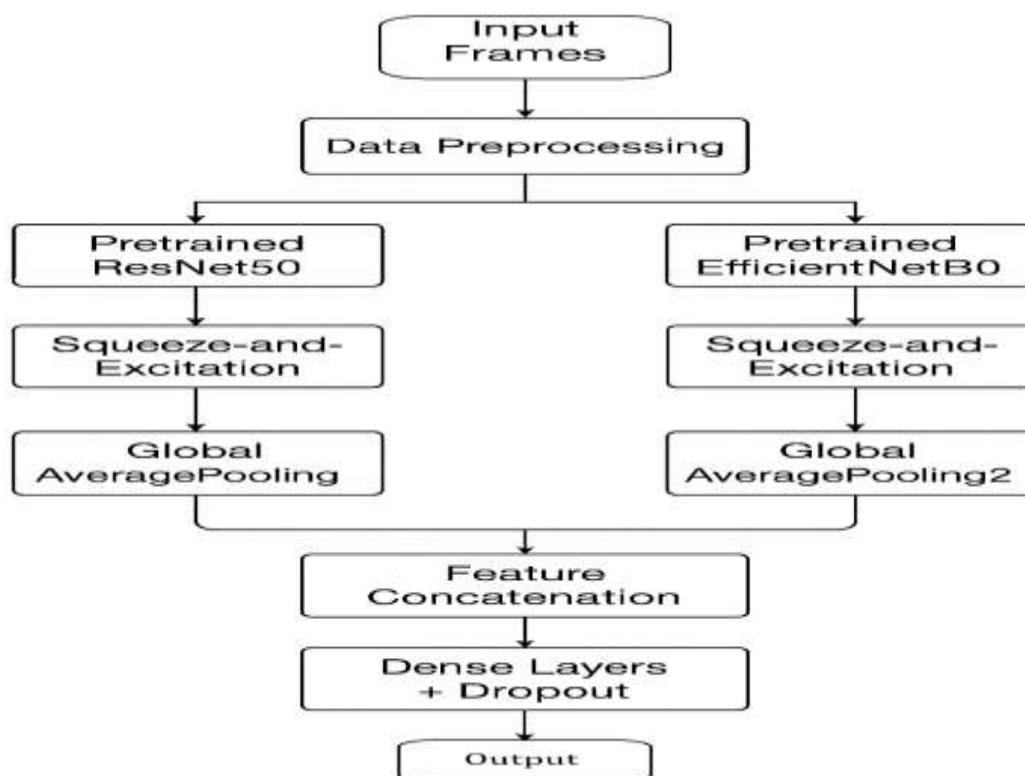 Input
Frames
Data Preprocessing
Pretrained
ResNet50
Pretrained
EfficientNetB0
Squeeze-and-
Excitation
Squeeze-and-
Excitation
Global
AveragePooling
Global
AveragePooling2
Feature
Concatenation
Dense Layers
+ Dropout
Output